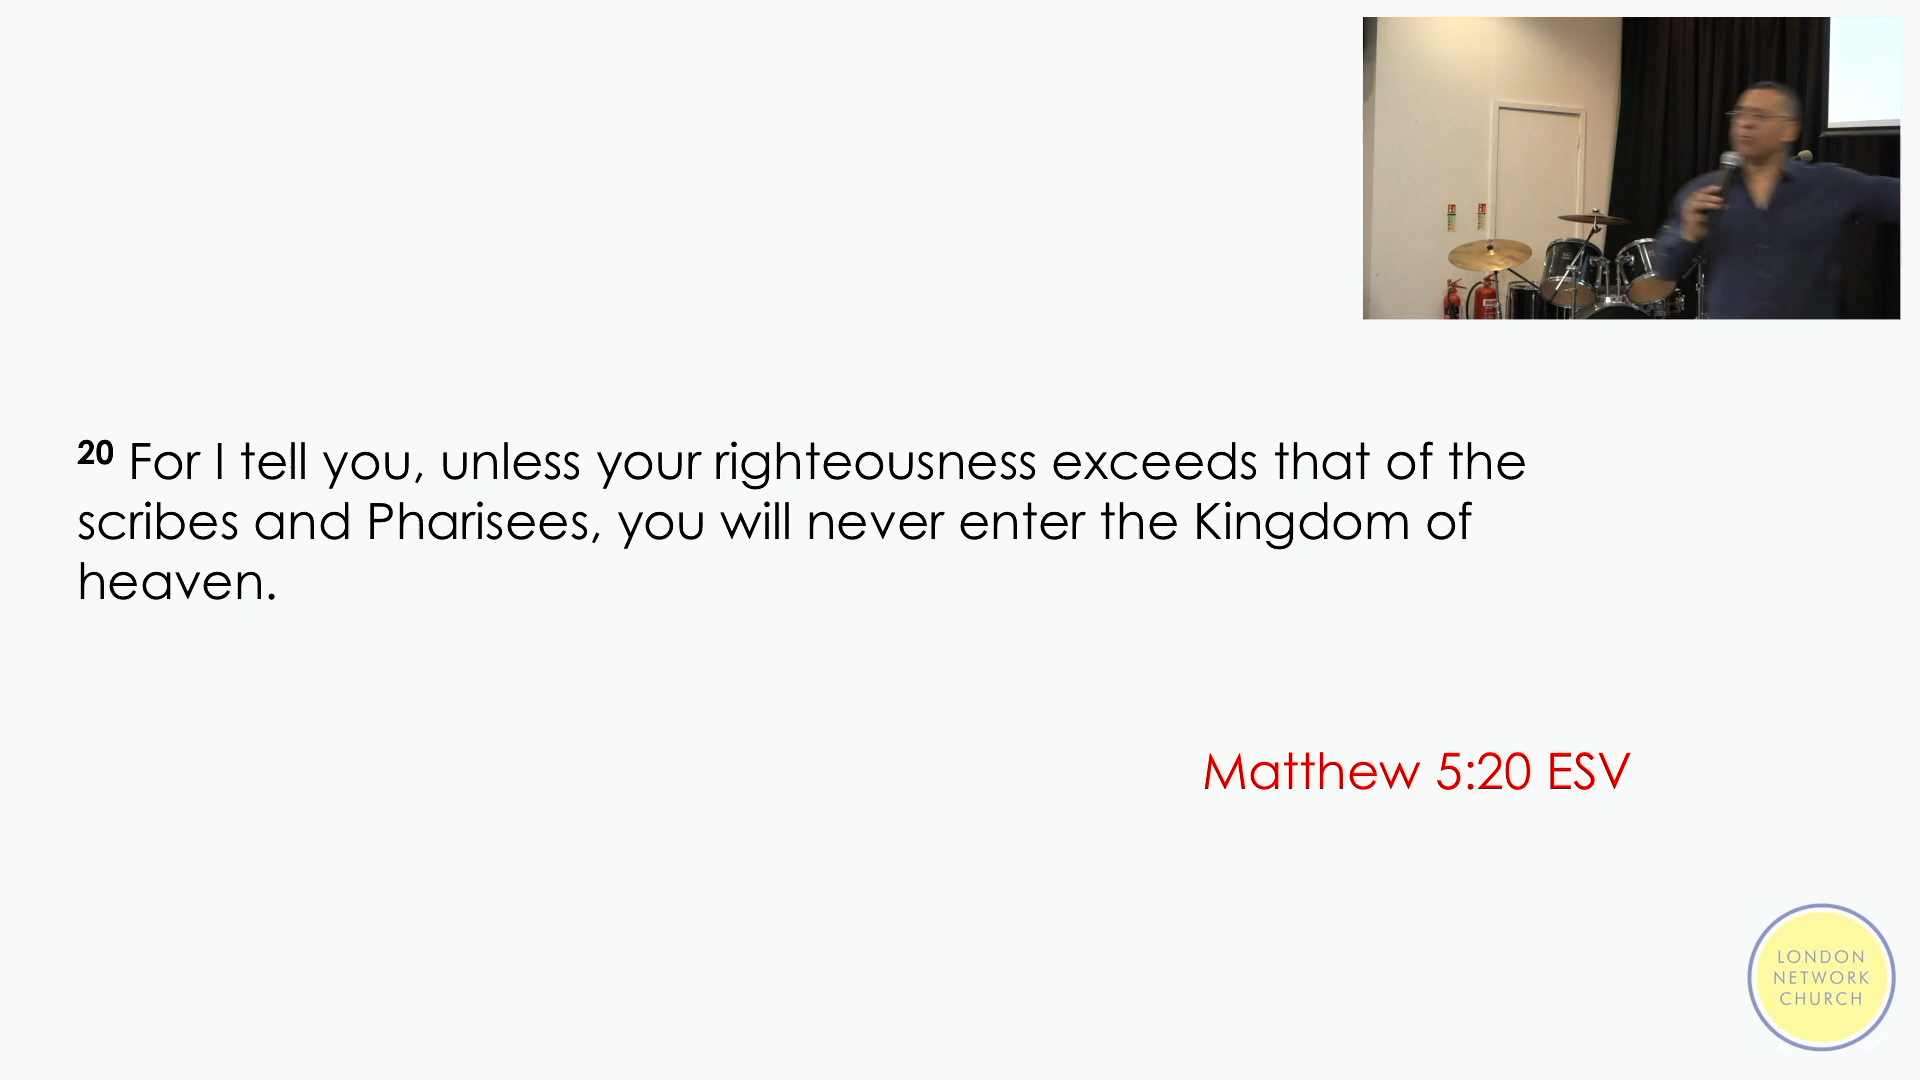 20 For I tell you, unless your righteousness exceeds that of the
scribes and Pharisees, you will never enter the Kingdom of
heaven.
Matthew 5:20 ESV
LONDON
NETWORK
CHURCH